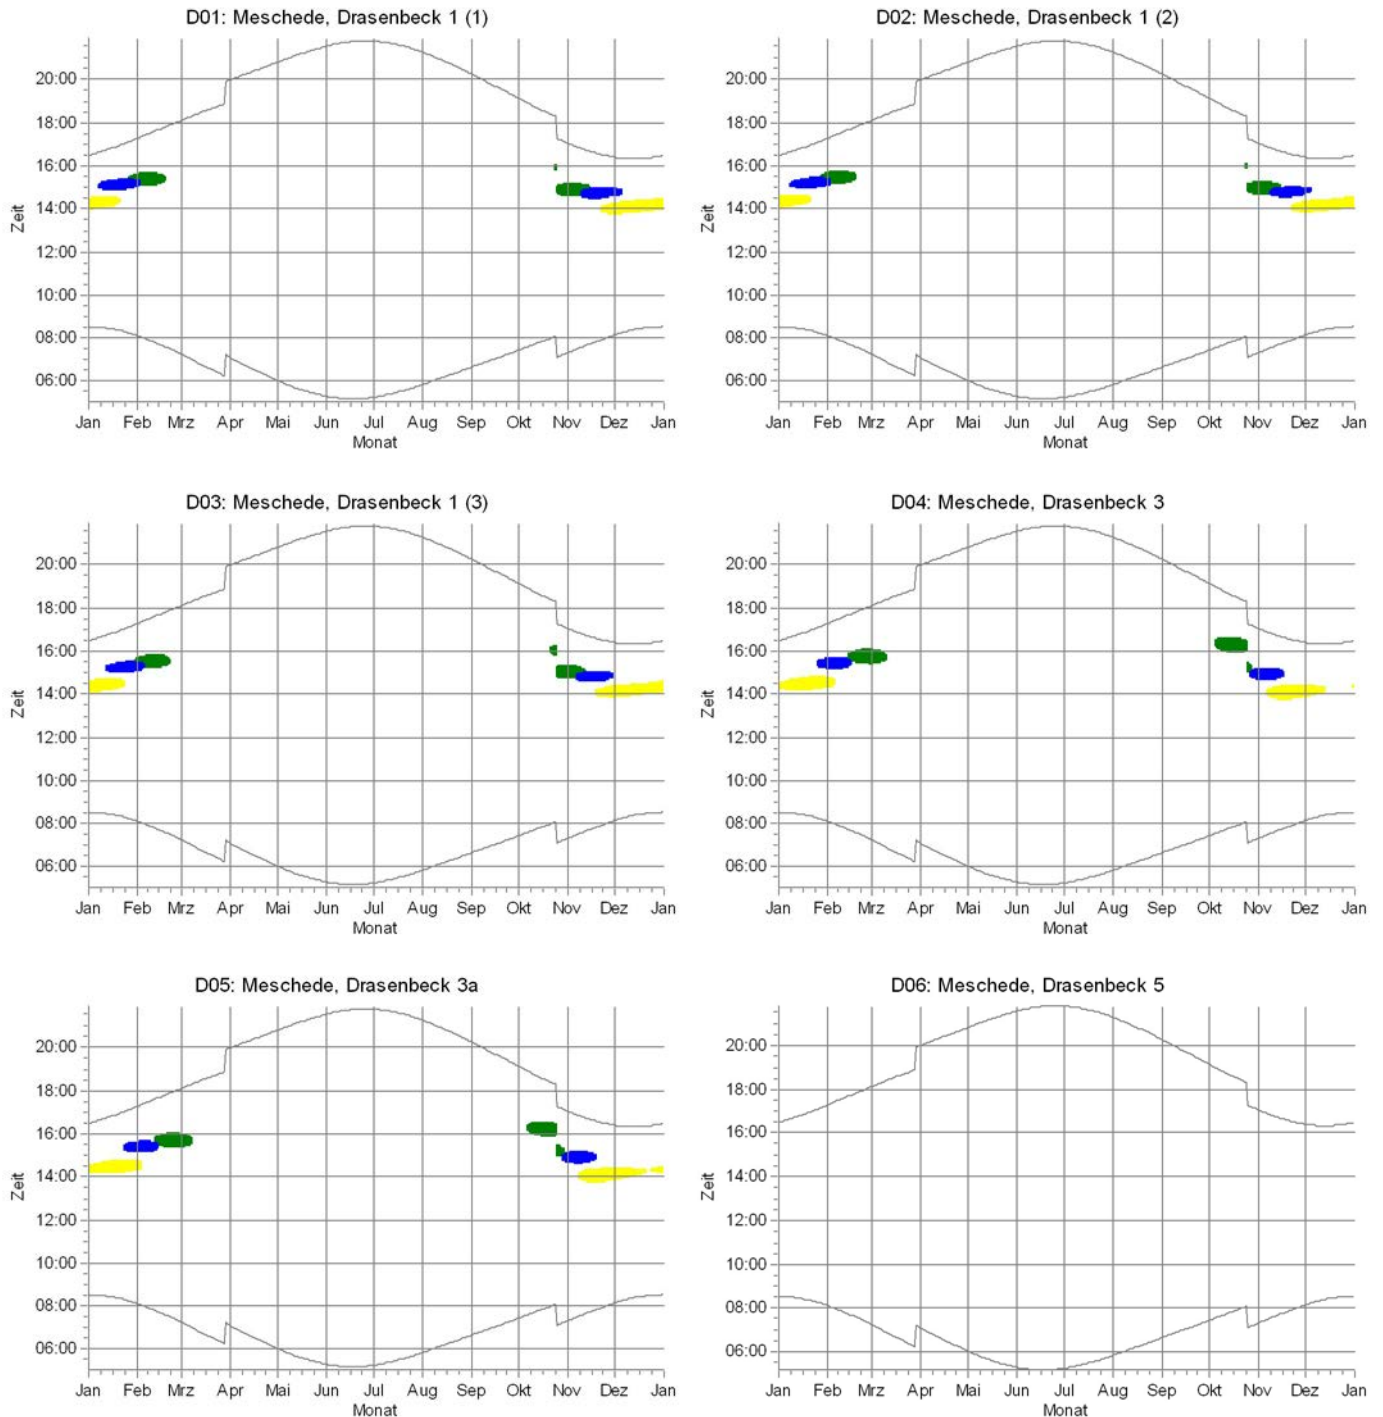 D01: Meschede, Drasenbeck 1 (1)
20:00
18:00
16:00
14:00
12:00
10:00
08:00
06:00
Zeit
Jan Feb Mrz Apr Mai Jun Jul Aug Sep Okt Nov Dez Jan
Monat
D02: Meschede, Drasenbeck 1 (2)
20:00
18:00
16:00
14:00
12:00
10:00
08:00
06:00
Zeit
Jan Feb Mrz Apr Mai Jun Jul Aug Sep Okt Nov Dez Jan
Monat
D03: Meschede, Drasenbeck 1 (3)
20:00
18:00
16:00
14:00
12:00
10:00
08:00
06:00
Zeit
Jan Feb Mrz Apr Mai Jun Jul Aug Sep Okt Nov Dez Jan
Monat
D04: Meschede, Drasenbeck 3
20:00
18:00
16:00
14:00
12:00
10:00
08:00
06:00
Zeit
Jan Feb Mrz Apr Mai Jun Jul Aug Sep Okt Nov Dez Jan
Monat
D05: Meschede, Drasenbeck 3a
20:00
18:00
16:00
14:00
12:00
10:00
08:00
06:00
Zeit
Jan Feb Mrz Apr Mai Jun Jul Aug Sep Okt Nov Dez Jan
Monat
D06: Meschede, Drasenbeck 5
20:00
18:00
16:00
14:00
12:00
10:00
08:00
06:00
Zeit
Jan Feb Mrz Apr Mai Jun Jul Aug Sep Okt Nov Dez Jan
Monat